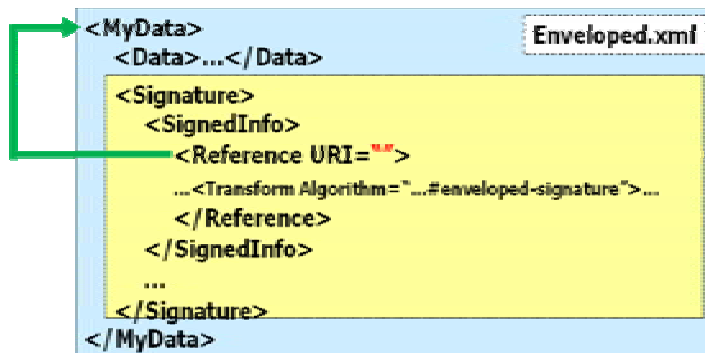 <MyData>
Enveloped.xml
<Data>...</Data>
<Signature>
<SignedInfo>
<Reference URI="">
...<Transform Algorithm="...#enveloped-signature">...
</Reference>
</SignedInfo>
...
</Signature>
</MyData>